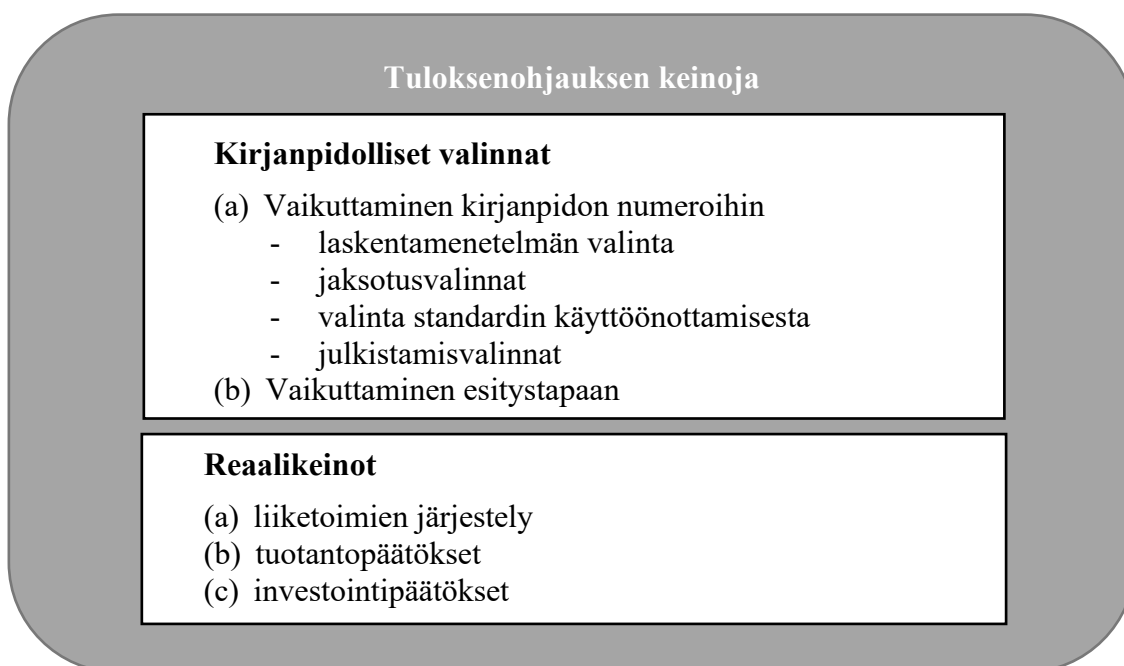 Tuloksenohjauksen keinoja
Kirjanpidolliset valinnat
(a) Vaikuttaminen kirjanpidon numeroihin
- laskentamenetelmän valinta
- jaksotusvalinnat
- valinta standardin käyttöönottamisesta
- julkistamisvalinnat
(b) Vaikuttaminen esitystapaan
Reaalikeinot
(a) liiketoimien järjestely
(b) tuotantopäätökset
(c) investointipäätökset